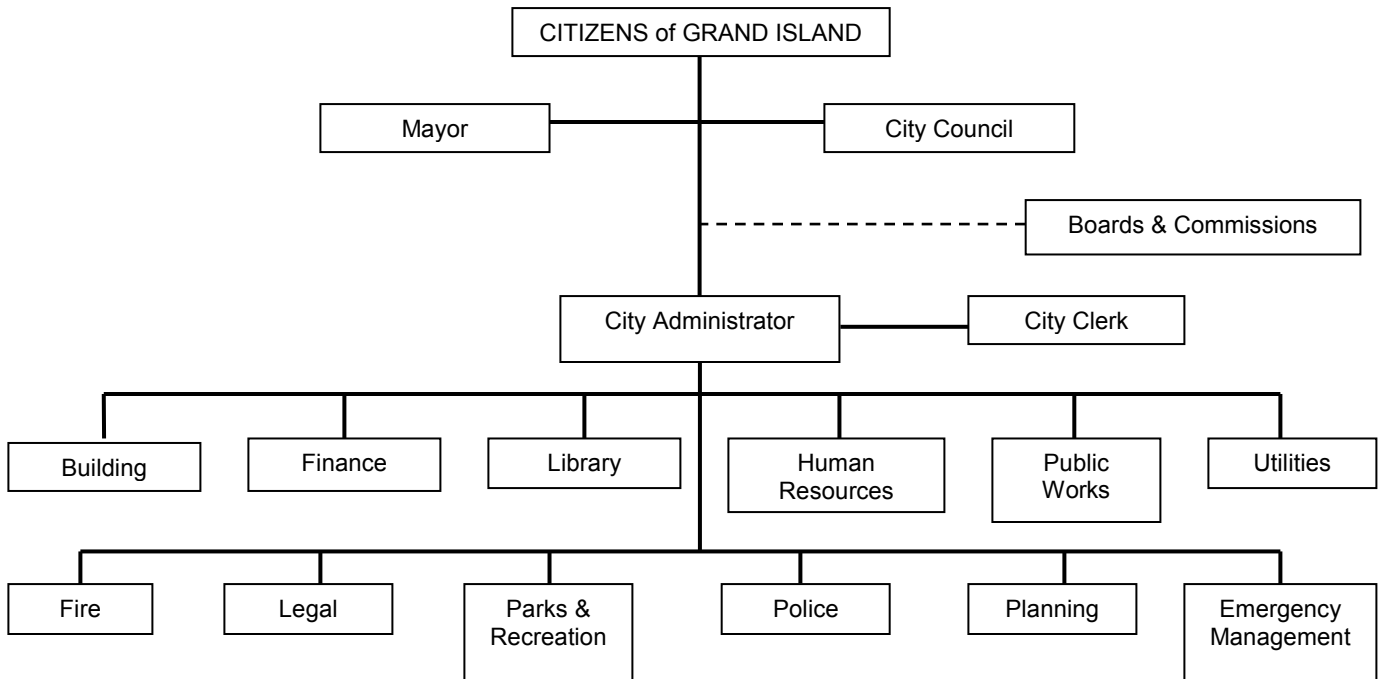 CITIZENS of GRAND ISLAND
Mayor
City Council
Boards & Commissions
City Administrator
City Clerk
Building
Finance
Library
Human
Resources
Public
Works
Utilities
Fire
Legal
Parks &
Recreation
Police
Planning
Emergency
Management